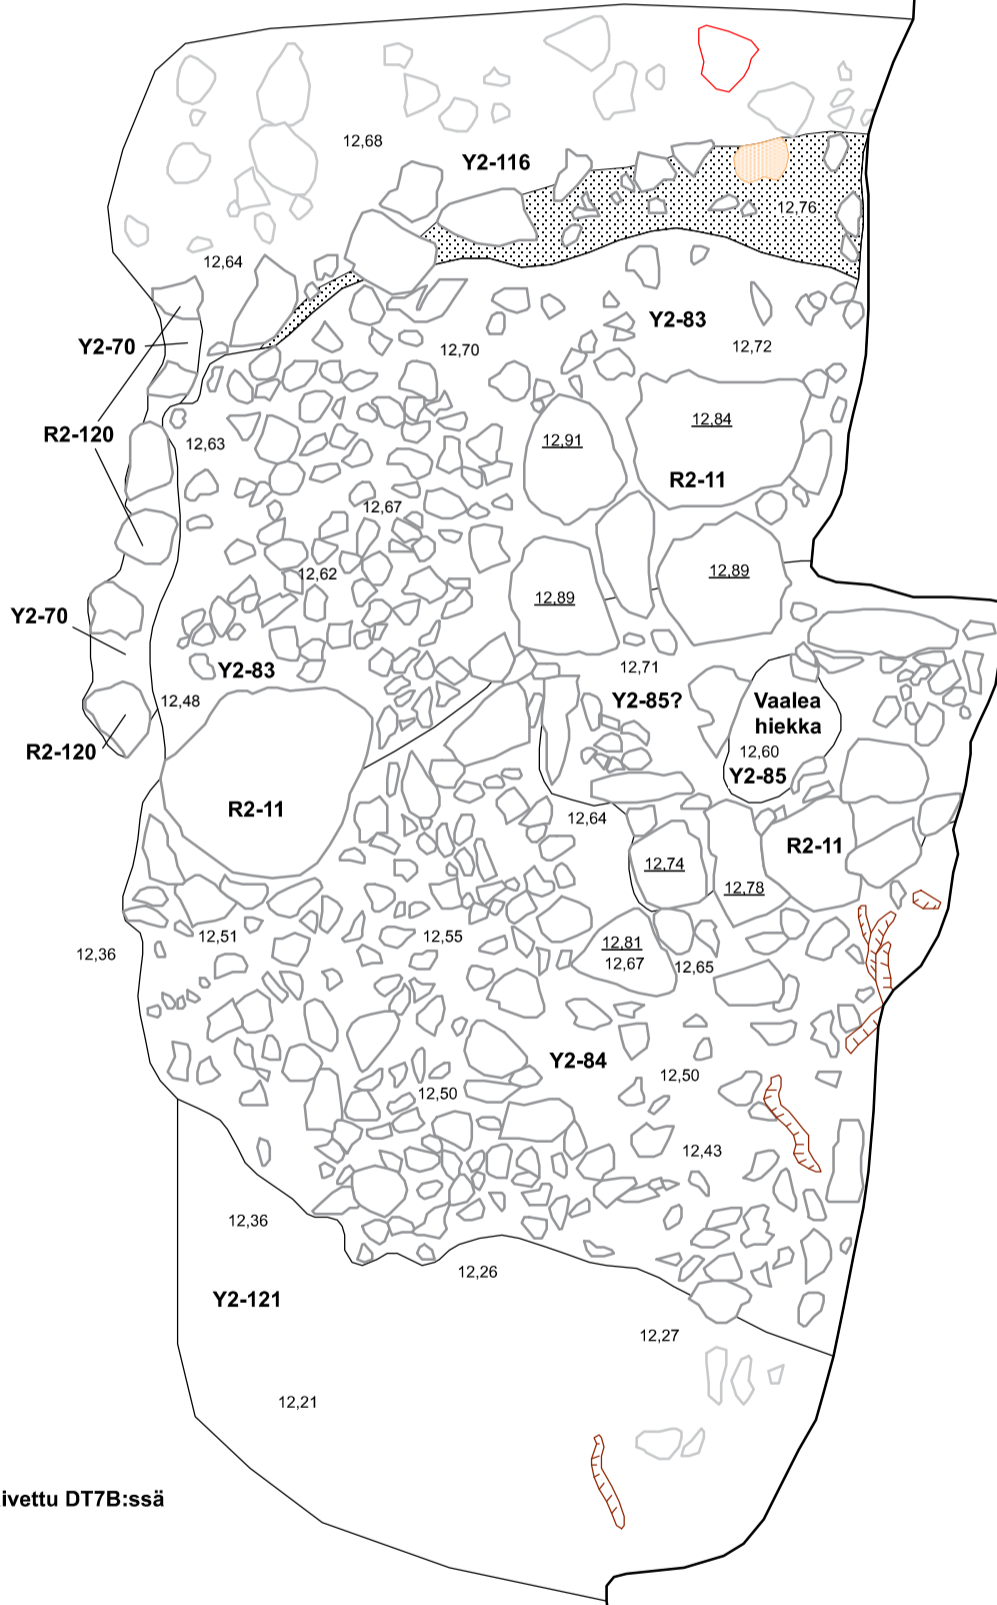 12,68
Y2-116
12,76
12,64
Y2-83
Y2-70
12,70
12,72
R2-120
12,63
12,91
12,84
R2-11
12,67
12,62
12,89
12,89
Y2-70
Y2-83
12,71
12,48
Y2-85?
Vaalea
hiekka
12,60
Y2-85
R2-120
R2-11
12,64
R2-11
12,74
12,78
12,51
12,55
12,81
12,67
12,65
12,36
Y2-84
12,50
12,50
12,43
12,36
12,26
Y2-121
12,27
12,21
ivettu DT7B:ssä